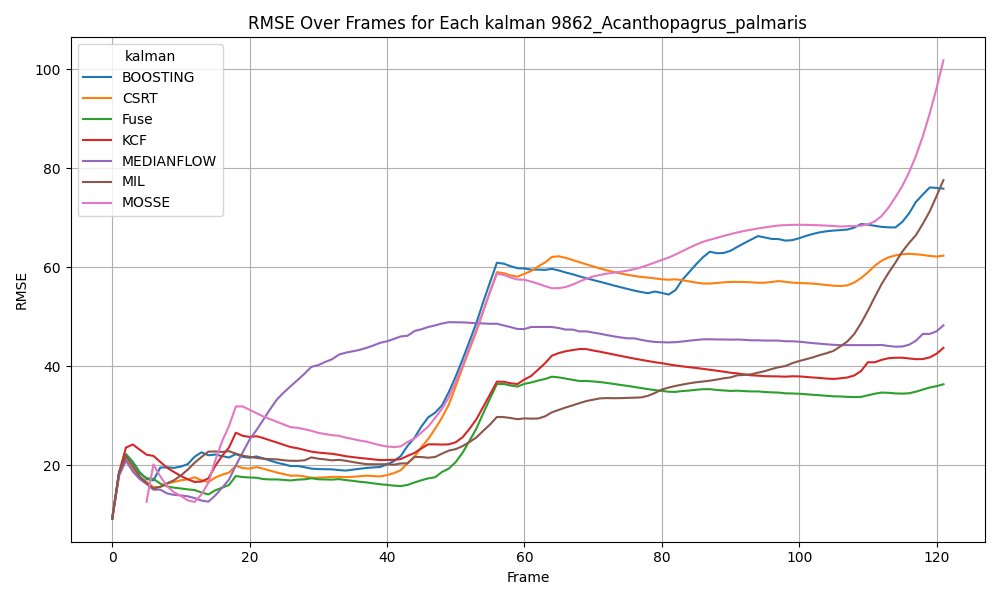 RMSE Over Frames for Each kalman 9862_Acanthopagrus_palmaris
kalman
BOOSTING
CSRT
Fuse
KCF
MEDIANFLOW
MIL
MOSSE
RMSE
100
80
60
40
20
0 20 40 60 80 100 120
Frame